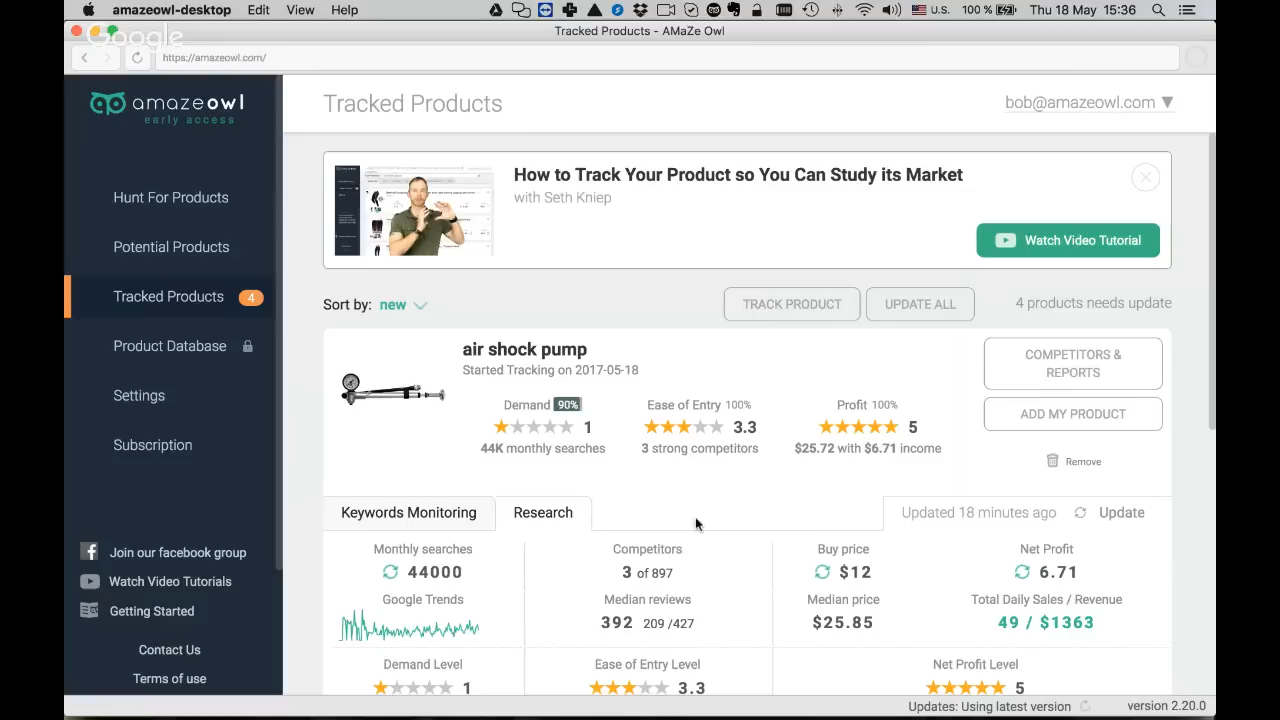 amazeowl-desktop Edit View Help U.S. 100 % Thu 18 May 15:36
Google
Tracked Products - AMaZe Owl
https://amazeowl.com/
amazeowl
early access
Hunt For Products
Potential Products
Tracked Products 4
Product Database
Settings
Subscription
Join our facebook group
Watch Video Tutorials
Getting Started
Contact Us
Terms of use
Tracked Products
bob@amazeowl.com ▼
How to Track Your Product so You Can Study its Market
with Seth Kniep
Watch Video Tutorial
Sort by: new
TRACK PRODUCT
UPDATE ALL
4 products needs update
air shock pump
Started Tracking on 2017-05-18
Demand 90%
1
44K monthly searches
Ease of Entry 100%
3.3
3 strong competitors
Profit 100%
5
$25.72 with $6.71 income
COMPETITORS &
REPORTS
ADD MY PRODUCT
Remove
Keywords Monitoring
Research
Updated 18 minutes ago
Update
Monthly searches
44000
Google Trends
Demand Level
1
Competitors
3 of 897
Median reviews
392 209 /427
Ease of Entry Level
3.3
Buy price
$12
Median price
$25.85
Net Profit
6.71
Total Daily Sales / Revenue
49 / $1363
Net Profit Level
5
Updates: Using latest version
version 2.20.0